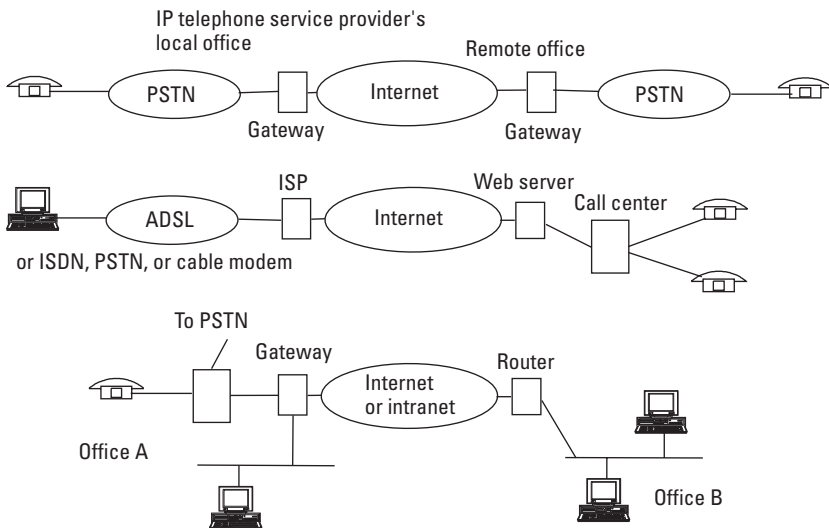 IP telephone service provider's
local office
Remote office
PSTN
Internet
PSTN
Gateway
Gateway
ISP
Web server
Call center
ADSL
Internet
or ISDN, PSTN, or cable modem
To PSTN
Gateway
Router
Internet
or intranet
Office A
Office B